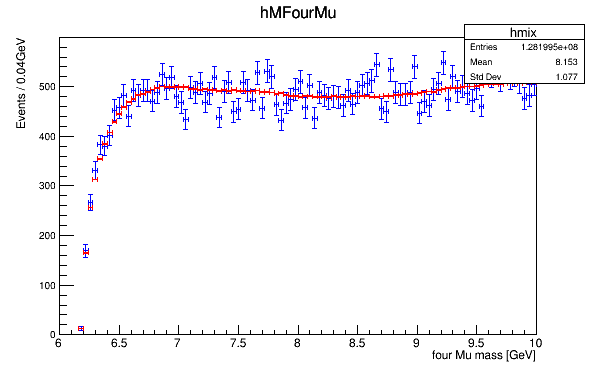 hMFourMu
hmix
Entries 1.281995e+08
Mean 8.153
Std Dev 1.077
Events / 0.04GeV
500
400
300
200
100
0
6 6.5 7 7.5 8 8.5 9 9.5 10
four Mu mass [GeV]